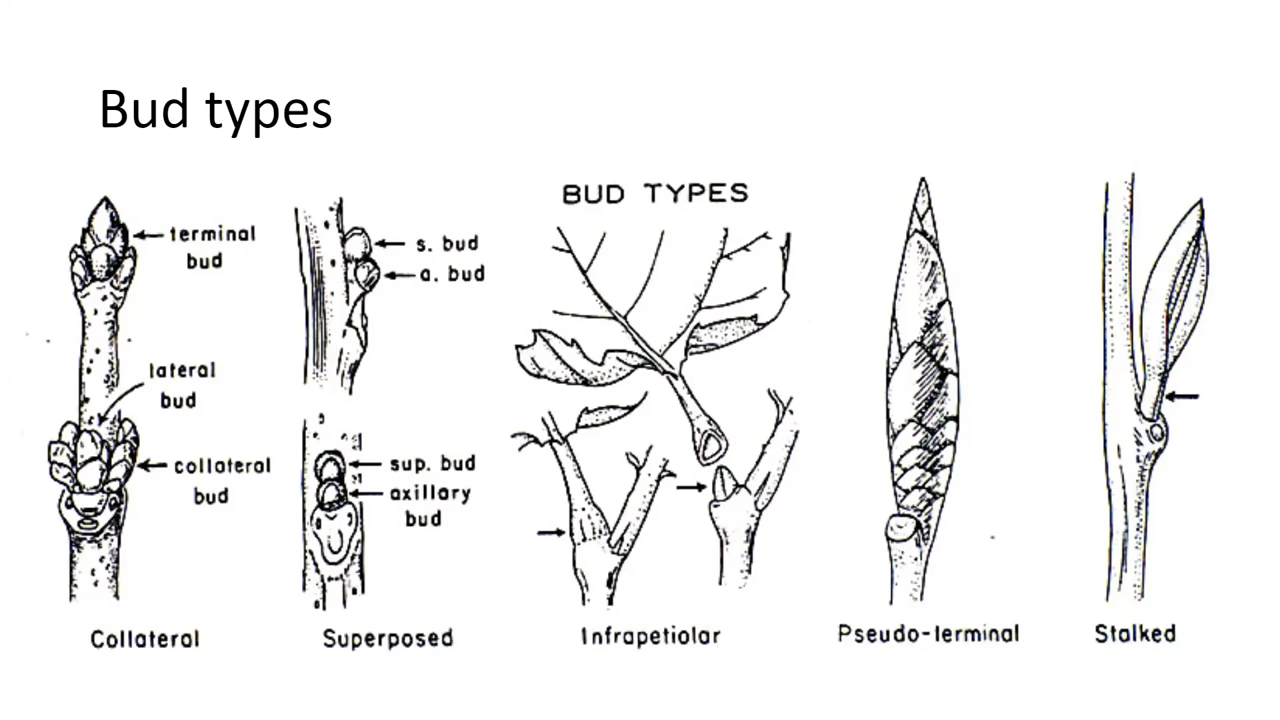 Bud types
BUD TYPES
terminal
bud
lateral
bud
collateral
bud
s. bud
a. bud
sup. bud
axillary
bud
Collateral
Superposed
Infrapetiolar
Pseudo-terminal
Stalked